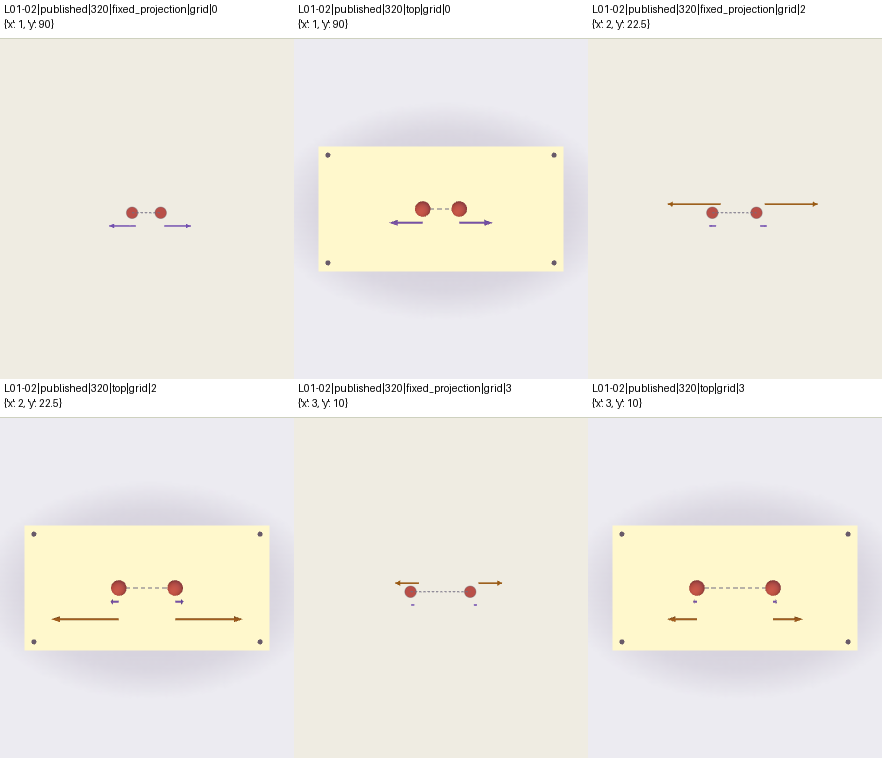 L01-02|published|320|fixed_projection|grid|0
{'x': 1, 'y': 90}
L01-02|published|320|top|grid|0
{'x': 1, 'y': 90}
L01-02|published|320|fixed_projection|grid|2
{'x': 2, 'y': 22.5}
L01-02|published|320|top|grid|2
{'x': 2, 'y': 22.5}
L01-02|published|320|fixed_projection|grid|3
{'x': 3, 'y': 10}
L01-02|published|320|top|grid|3
{'x': 3, 'y': 10}